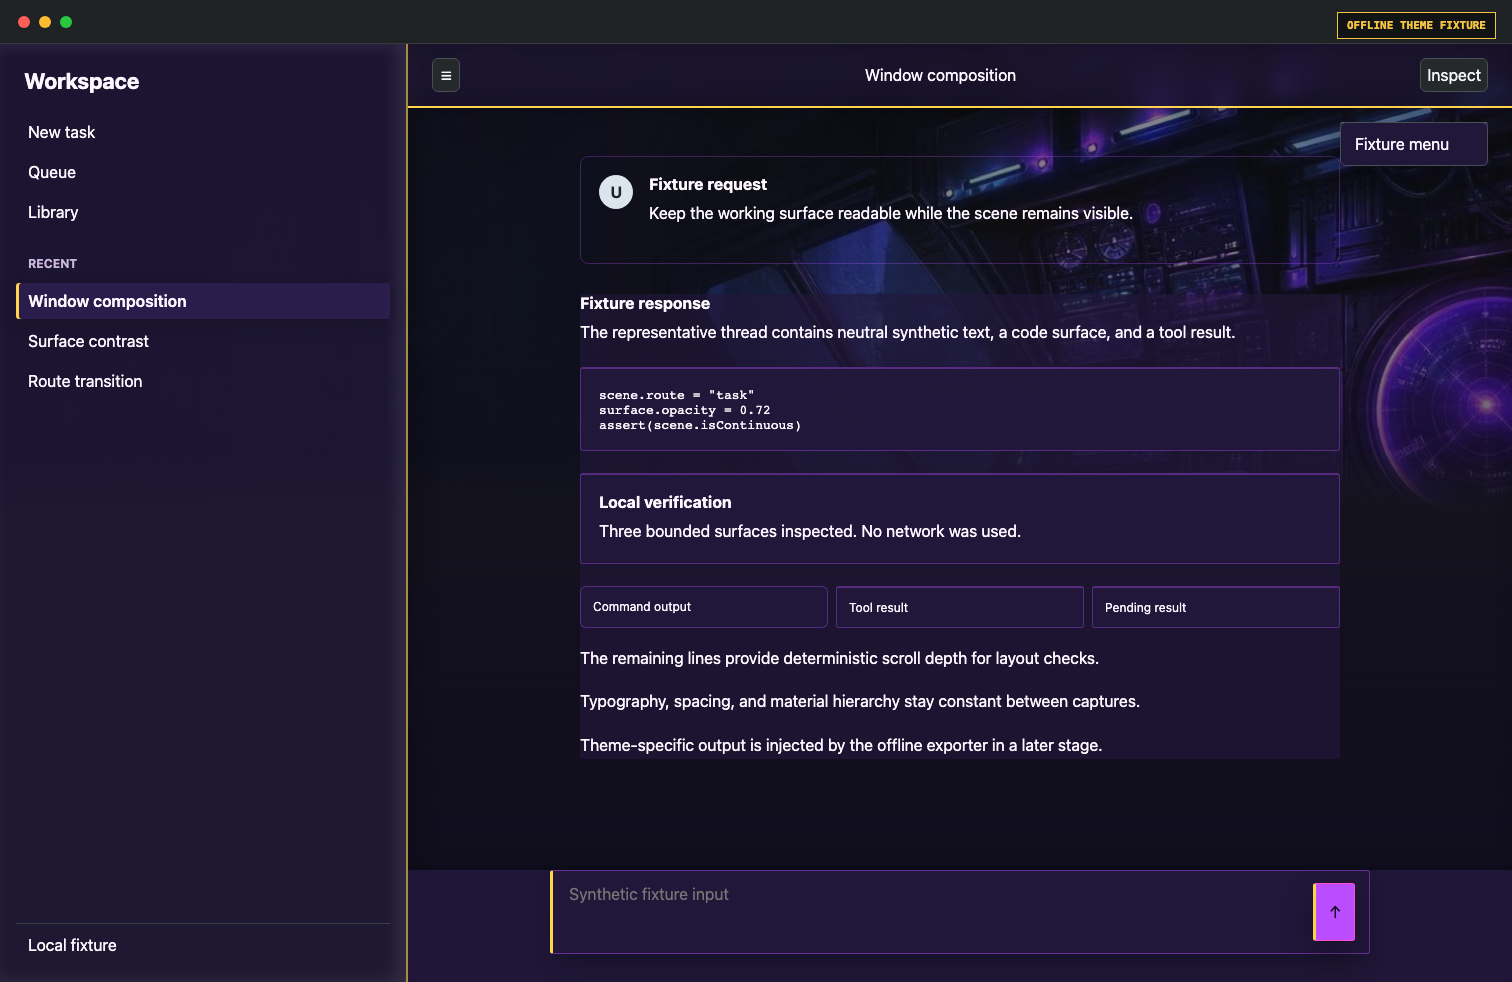 OFFLINE THEME FIXTURE
Workspace
New task
Queue
Library
RECENT
Window composition
Surface contrast
Route transition
Local fixture
Window composition
Inspect
Fixture menu
U
Fixture request
Keep the working surface readable while the scene remains visible.
Fixture response
The representative thread contains neutral synthetic text, a code surface, and a tool result.
scene.route = "task"
surface.opacity = 0.72
assert(scene.isContinuous)
Local verification
Three bounded surfaces inspected. No network was used.
Command output
Tool result
Pending result
The remaining lines provide deterministic scroll depth for layout checks.
Typography, spacing, and material hierarchy stay constant between captures.
Theme-specific output is injected by the offline exporter in a later stage.
Synthetic fixture input